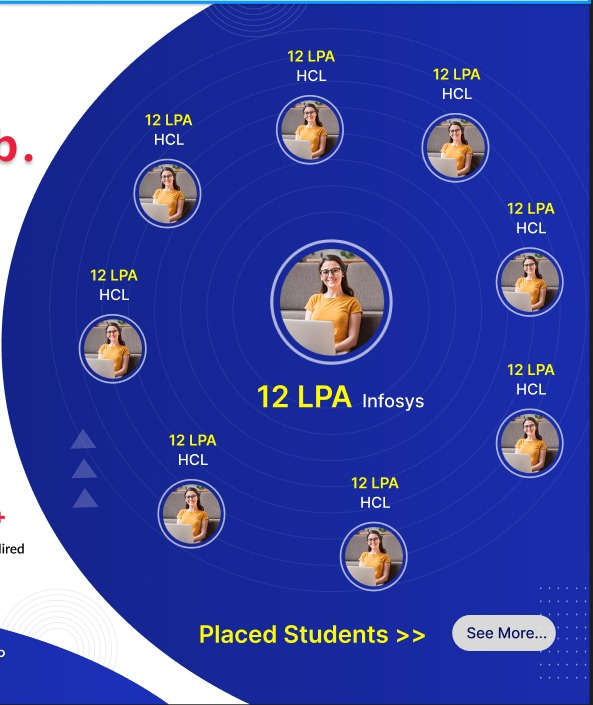 12 LPA
HCL
12 LPA
HCL
12 LPA
HCL
b.
12 LPA
HCL
12 LPA
HCL
12 LPA Infosys
12 LPA
HCL
12 LPA
HCL
12 LPA
HCL
+
Placed Students >>
See More...